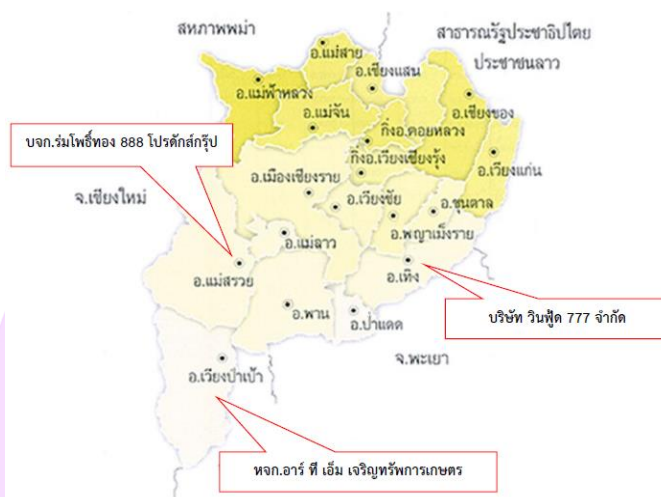 สหภาพพม่า
สาธารณรัฐประชาธิปไตย
ประชาชนลาว
อ.แม่สาย
อ.เชียงแสน
อ.แม่ฟ้าหลวง
อ.แม่จัน
อ.เชียงของ
กิ่งอ.ดอยหลวง
บจก.ร่มโพธิ์ทอง 888 โปรดักส์กรุ๊ป
กิ่งอ.เวียงเชียงรุ้ง
อ.เวียงแก่น
อ.เมืองเชียงราย
จ.เชียงใหม่
อ.เวียงชัย
อ.ขุนตาล
อ.พญาเม็งราย
อ.แม่ลาว
อ.แม่สรวย
อ.เทิง
อ.พาน
อ.ป่าแดด
บริษัท วินฟู้ด 777 จำกัด
จ.พะเยา
อ.เวียงป่าเป้า
หจก.อาร์ ที เอ็ม เจริญทรัพการเกษตร